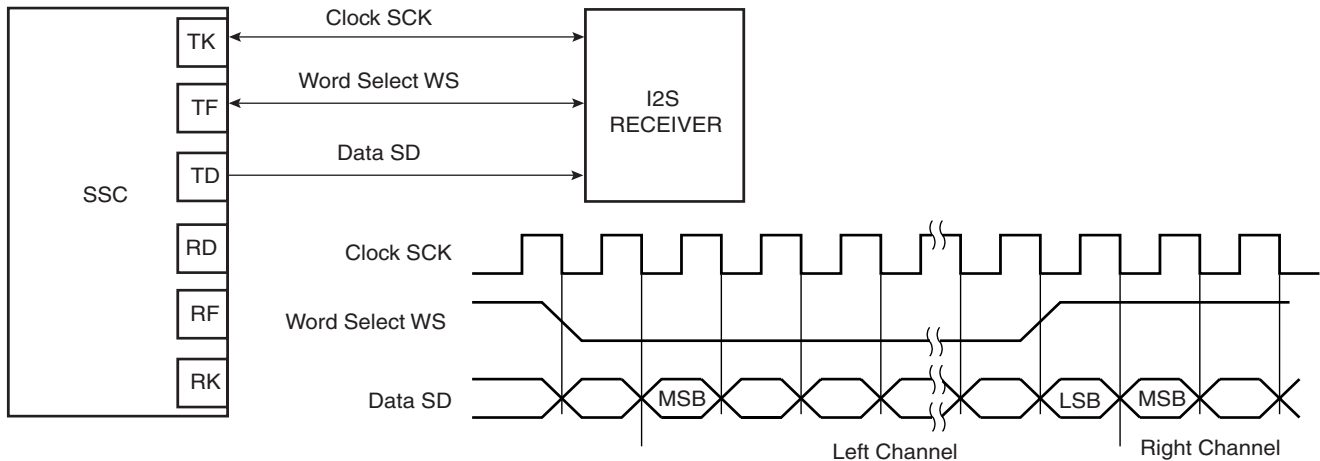 Clock SCK
TK
Word Select WS
TF
I2S
RECEIVER
Data SD
TD
SSC
RD
Clock SCK
RF
Word Select WS
RK
Data SD
MSB
LSB
MSB
Left Channel
Right Channel